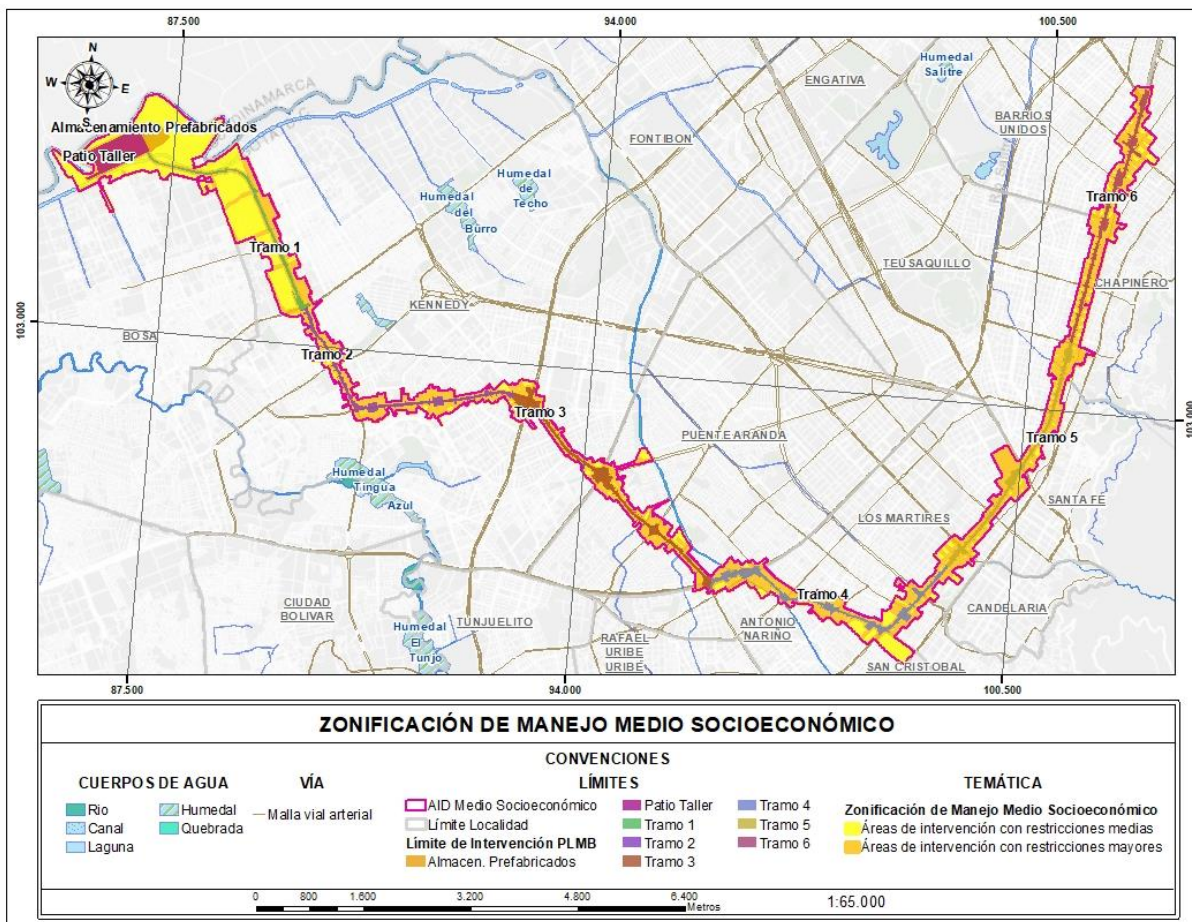 87.500
94.000
100.500
N
W
E
S
CUNDINAMARCA
Almacenamiento Prefabricados
Patio Taller
Humedal
Salitre
ENGATIVA
FONTIBON
BARRIOS
UNIDOS
Humedal
de
Techo
Humedal
del
Burro
Tramo 6
Tramo 1
TEUSAQUILLO
CHAPINERO
KENNEDY
103.000
BOSA
Tramo 2
Tramo 3
103.000
PUENTE ARANDA
Tramo 5
Humedal
Tingua
Azul
SANTA FE
LOS MARTIRES
CIUDAD
BOLIVAR
TUNJUELITO
Tramo 4
CANDELARIA
Humedal
El
Tunjo
RAFAEL
URIBE
URIBE
ANTONIO
NARIÑO
SAN CRISTOBAL
87.500
94.000
100.500
ZONIFICACIÓN DE MANEJO MEDIO SOCIOECONÓMICO
CONVENCIONES
CUERPOS DE AGUA
Rio
Canal
Laguna
Humedal
Quebrada
VÍA
Malla vial arterial
LÍMITES
AID Medio Socioeconómico
Límite Localidad
Límite de Intervención PLMB
Almacen. Prefabricados
Patio Taller
Tramo 1
Tramo 2
Tramo 3
Tramo 4
Tramo 5
Tramo 6
TEMÁTICA
Zonificación de Manejo Medio Socioeconómico
Áreas de intervención con restricciones medias
Áreas de intervención con restricciones mayores
0 800 1.600 3.200 4.800 6.400
Metros
1:65.000